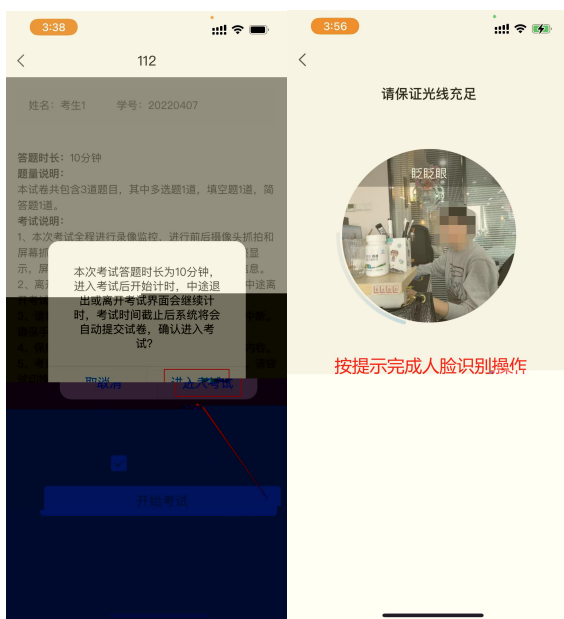 3:38
112
姓名：考生1 学号：20220407
答题时长：10分钟
题量说明：
本试卷共包含3道题目，其中多选题1道，填空题1道，简
答题1道。
考试说明：
1、本次考试全程进行录像监控，进行前后摄像头抓拍和
本次考试答题时长为10分钟，
进入考试后开始计时，中途退
出或离开考试界面会继续计
时，考试时间截止后系统将会
自动提交试卷，确认进入考
试？
取消 进入考试
开始考试
3:56
请保证光线充足
眨眨眼
按提示完成人脸识别操作